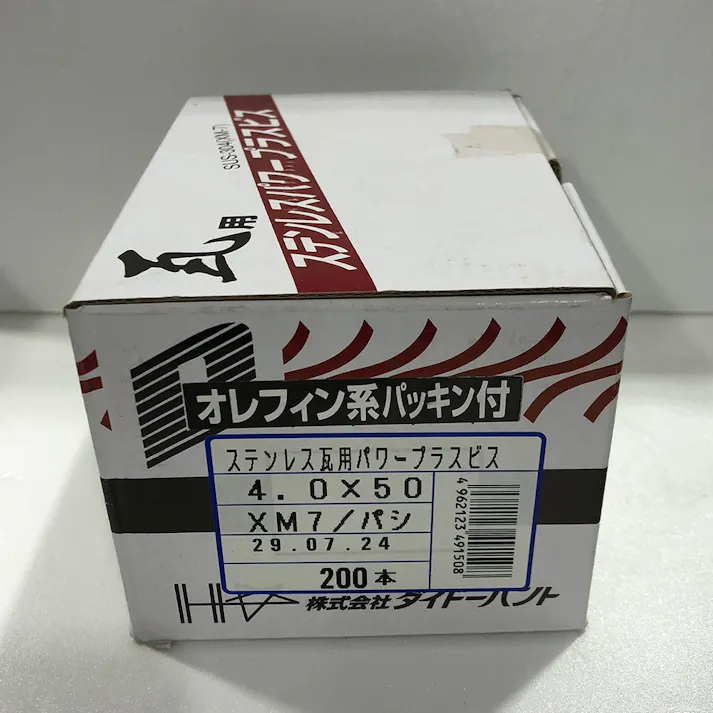 瓦用
SUS-304(XM-7)
ステンレスパワープラスビス
オレフィン系パッキン付
ステンレス瓦用パワープラスビス
4.0×50
XM7/パシ
29.07.24
200本
4 962123 491508
株式会社 ダイドーハント